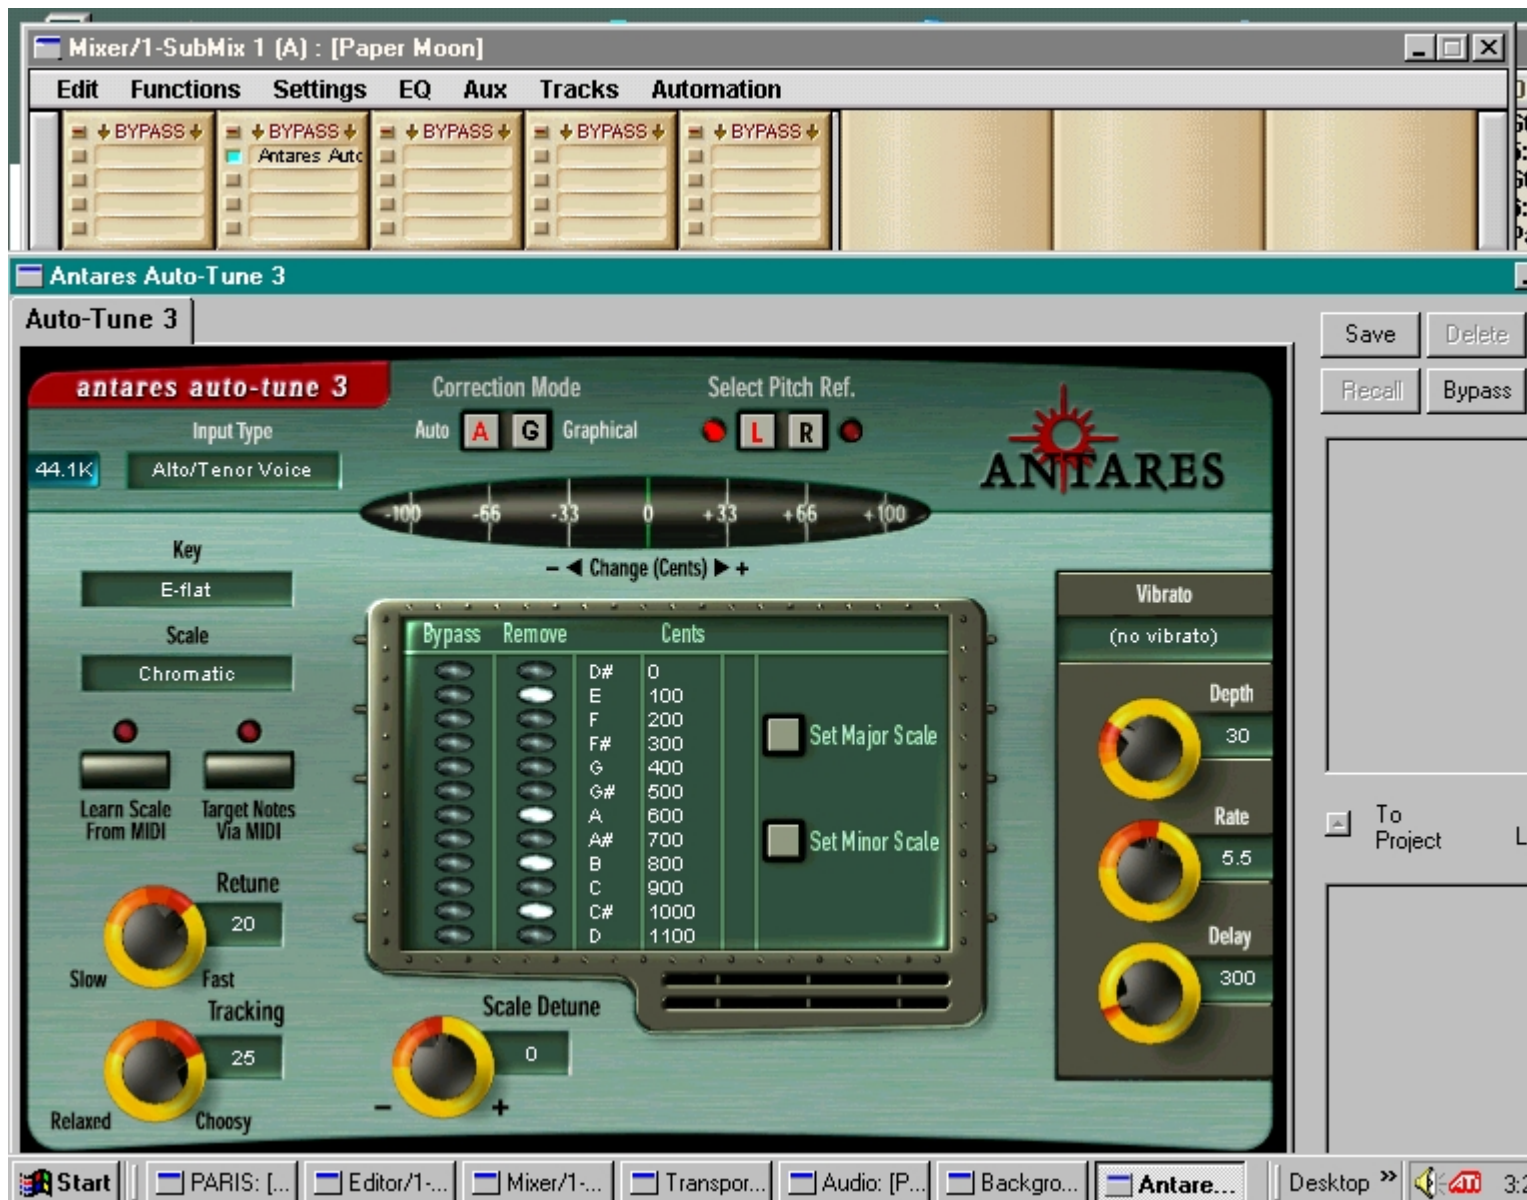 Mixer/1-SubMix 1 (A) : [Paper Moon]
Edit Functions Settings EQ Aux Tracks Automation
BYPASS BYPASS BYPASS BYPASS BYPASS
Antares Auto
Antares Auto-Tune 3
Auto-Tune 3
Save Delete
Recall Bypass
antares auto-tune 3
Correction Mode
Select Pitch Ref.
Input Type
Auto A G Graphical
L R
44.1K
Alto/Tenor Voice
ANTARES
-100 -66 -33 0 +33 +66 +100
- ◀ Change (Cents) ▶ +
Key
E-flat
Scale
Chromatic
Learn Scale From MIDI
Target Notes Via MIDI
Bypass Remove Cents
D# 0
E 100
F 200
F# 300
G 400
G# 500
A 600
A# 700
B 800
C 900
C# 1000
D 1100
Set Major Scale
Set Minor Scale
Vibrato
(no vibrato)
Depth
30
Rate
5.5
Delay
300
To Project
L
Retune
20
Slow Fast
Tracking
25
Relaxed Choosy
Scale Detune
0
- +
Start PARIS: [... Editor/1-... Mixer/1-... Transpor... Audio: [P... Backgro... Antare... Desktop » ATI